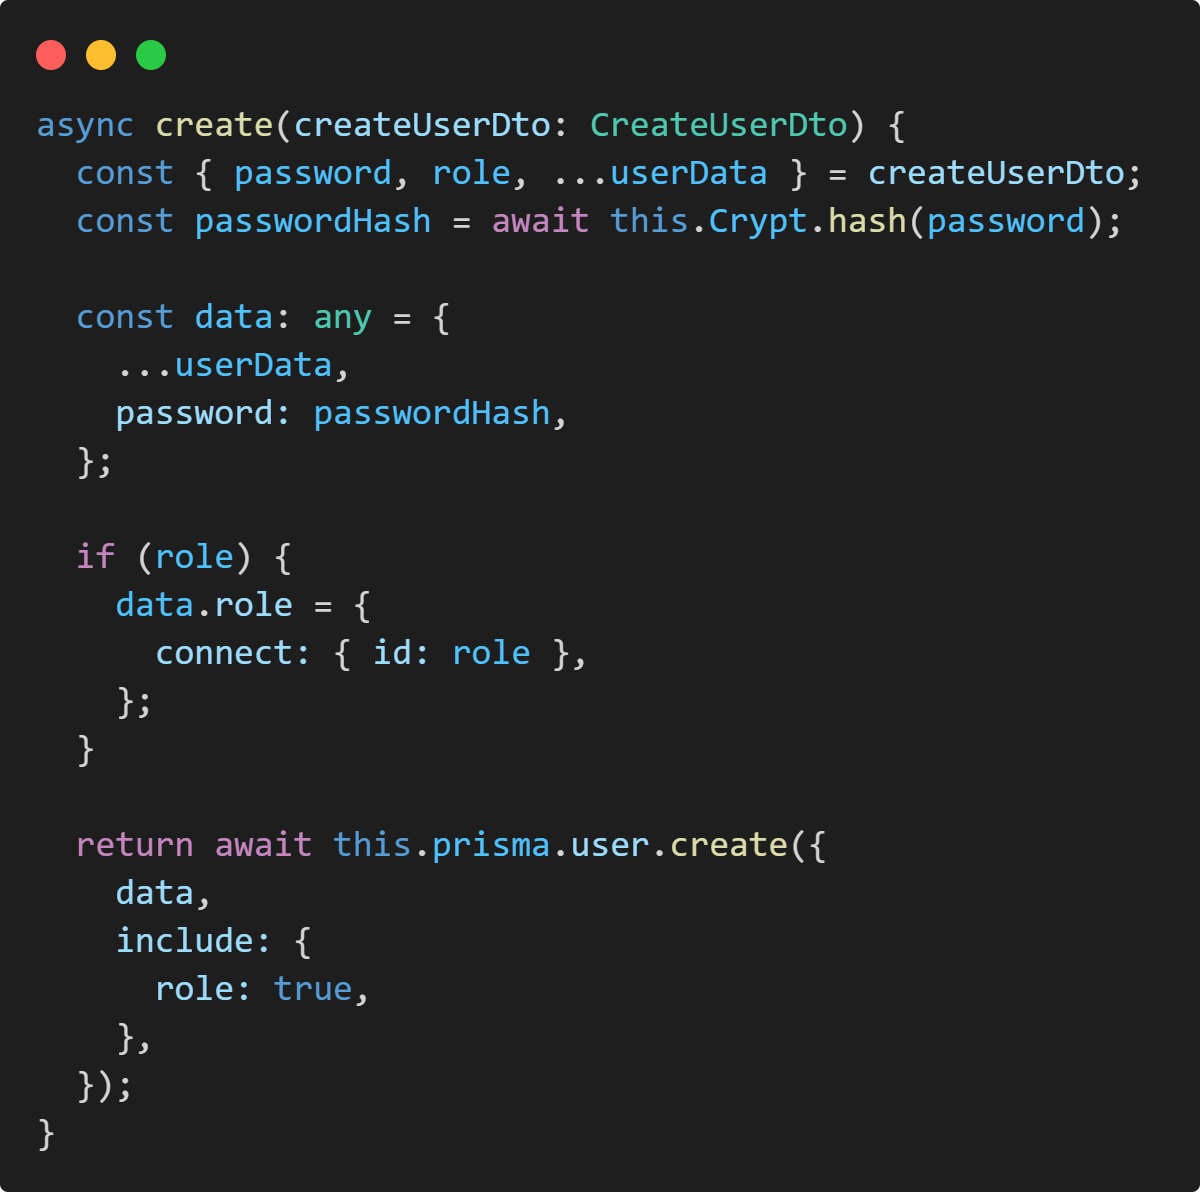 async create(createUserDto: CreateUserDto) {
  const { password, role, ...userData } = createUserDto;
  const passwordHash = await this.Crypt.hash(password);

  const data: any = {
    ...userData,
    password: passwordHash,
  };

  if (role) {
    data.role = {
      connect: { id: role },
    };
  }

  return await this.prisma.user.create({
    data,
    include: {
      role: true,
    },
  });
}